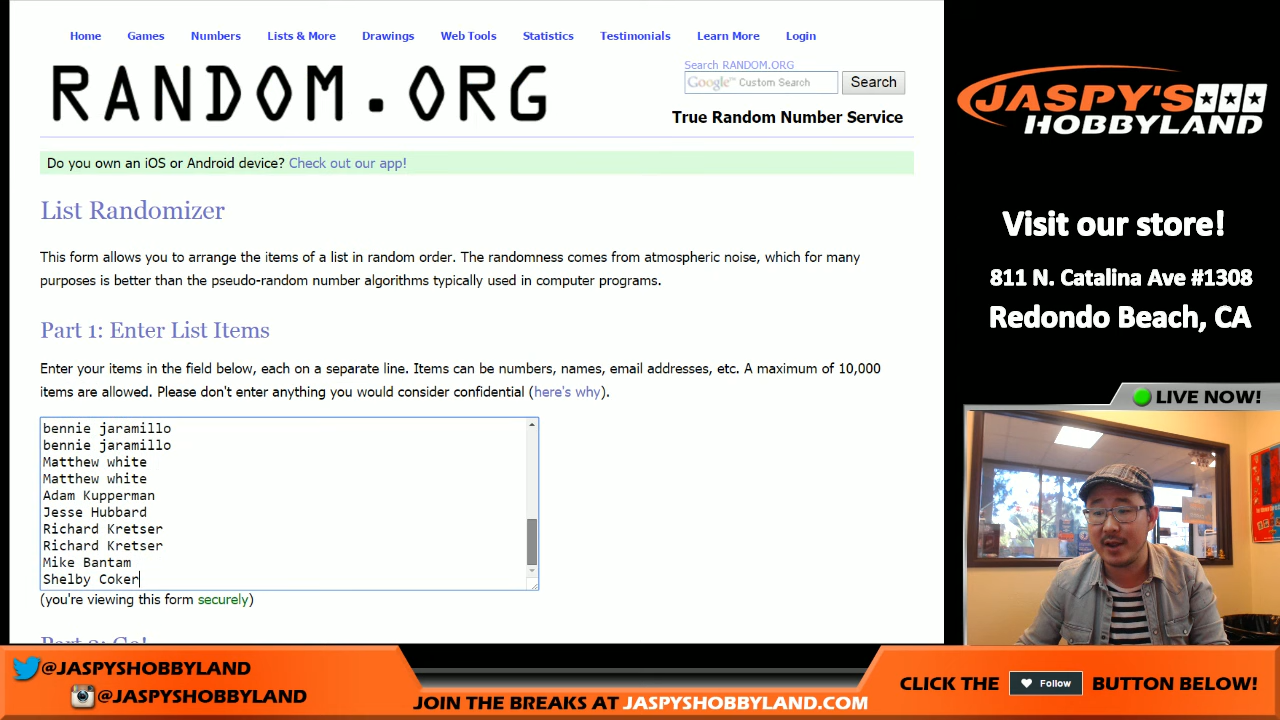 Home Games Numbers Lists & More Drawings Web Tools Statistics Testimonials Learn More Login
RANDOM.ORG
Search RANDOM.ORG
Google™ Custom Search Search
True Random Number Service
Do you own an iOS or Android device? Check out our app!
List Randomizer
This form allows you to arrange the items of a list in random order. The randomness comes from atmospheric noise, which for many
purposes is better than the pseudo-random number algorithms typically used in computer programs.
Part 1: Enter List Items
Enter your items in the field below, each on a separate line. Items can be numbers, names, email addresses, etc. A maximum of 10,000
items are allowed. Please don't enter anything you would consider confidential (here's why).
bennie jaramillo
bennie jaramillo
Matthew white
Matthew white
Adam Kupperman
Jesse Hubbard
Richard Kretser
Richard Kretser
Mike Bantam
Shelby Coker
(you're viewing this form securely)
Part 2: Go!
JASPY'S
HOBBYLAND
Visit our store!
811 N. Catalina Ave #1308
Redondo Beach, CA
LIVE NOW!
@JASPYSHOBBYLAND
@JASPYSHOBBYLAND
JOIN THE BREAKS AT JASPYSHOBBYLAND.COM
CLICK THE Follow BUTTON BELOW!